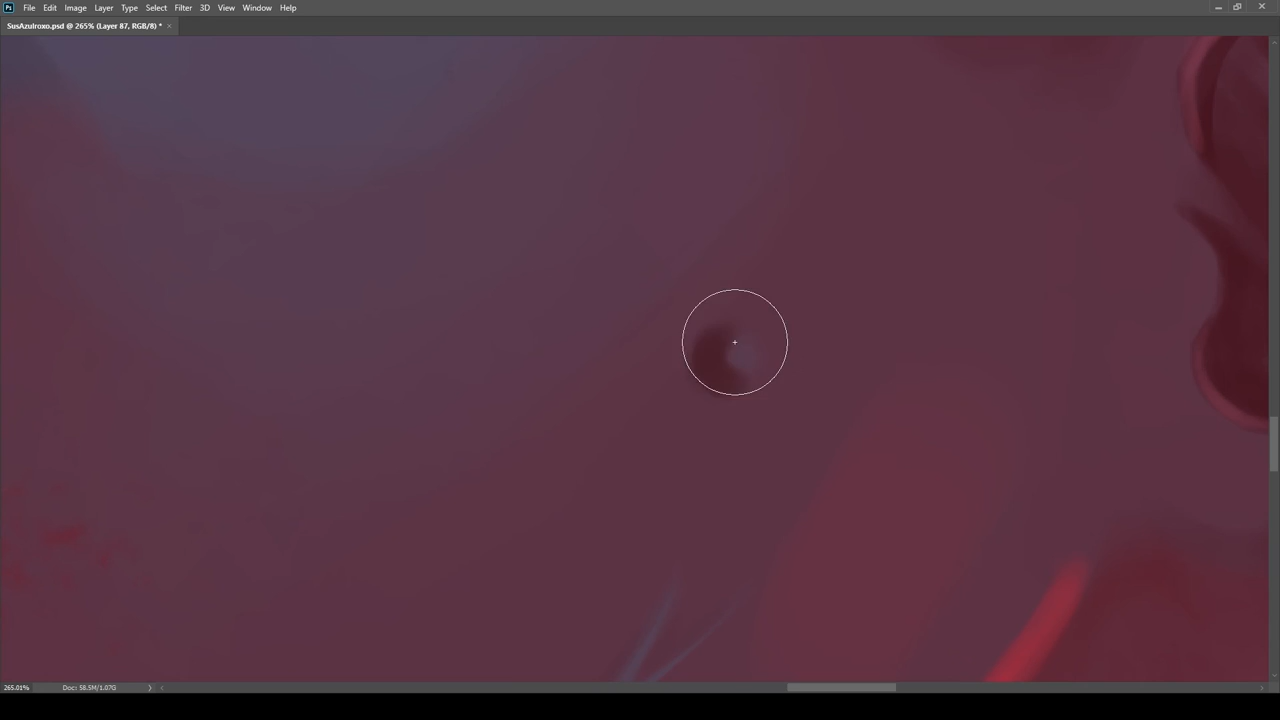 Ps File Edit Image Layer Type Select Filter 3D View Window Help
SusAzulroxo.psd @ 265% (Layer 87, RGB/8) *
265.01% Doc: 58.5M/1.07G